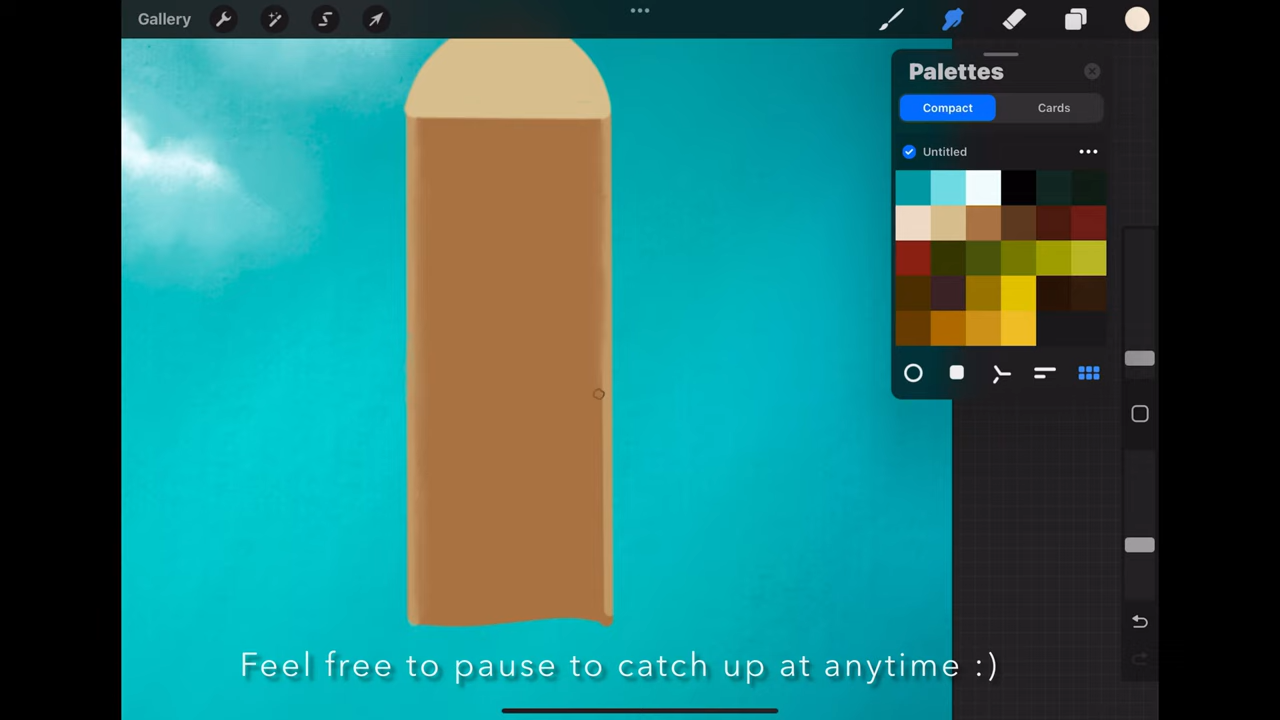 Gallery
Palettes
Compact
Cards
Untitled
Feel free to pause to catch up at anytime :)